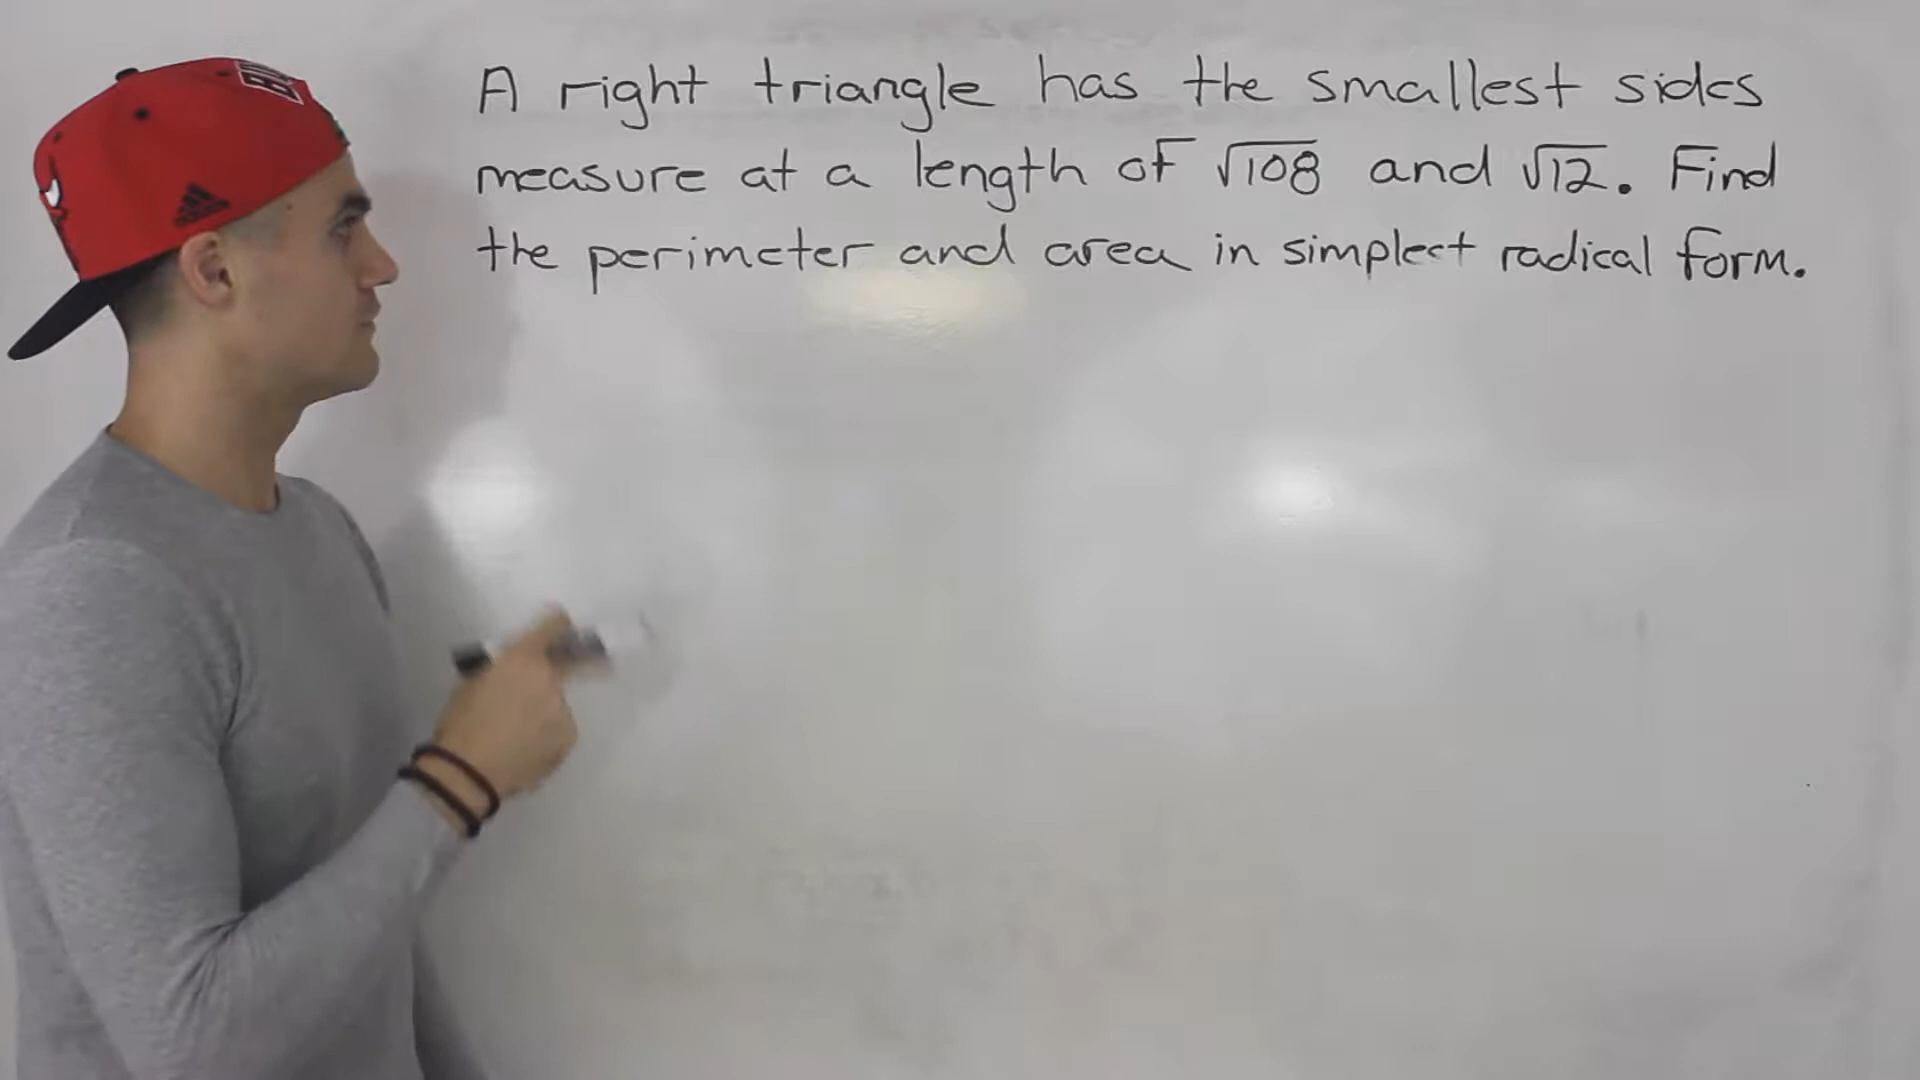 A right triangle has the smallest sides
measure at a length of √108 and √12. Find
the perimeter and area in simplest radical form.